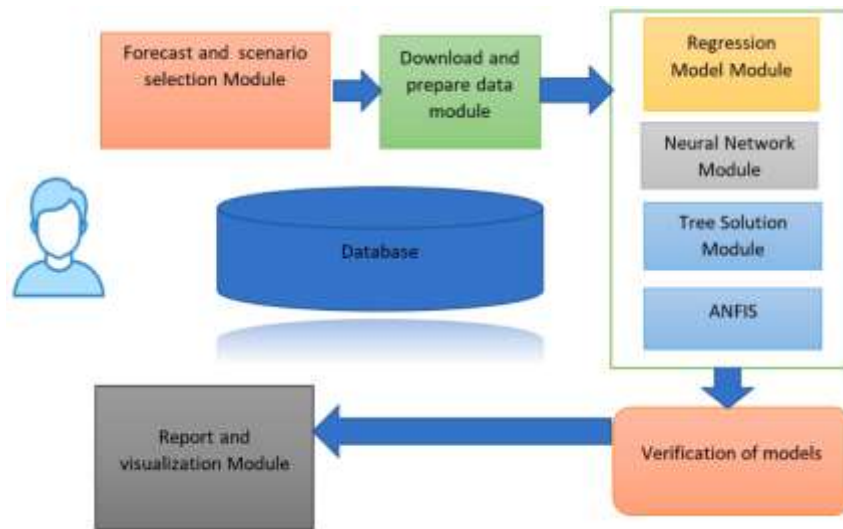 Forecast and scenario
selection Module
Download and
prepare data
module
Regression
Model Module
Neural Network
Module
Tree Solution
Module
ANFIS
Database
Verification of models
Report and
visualization Module